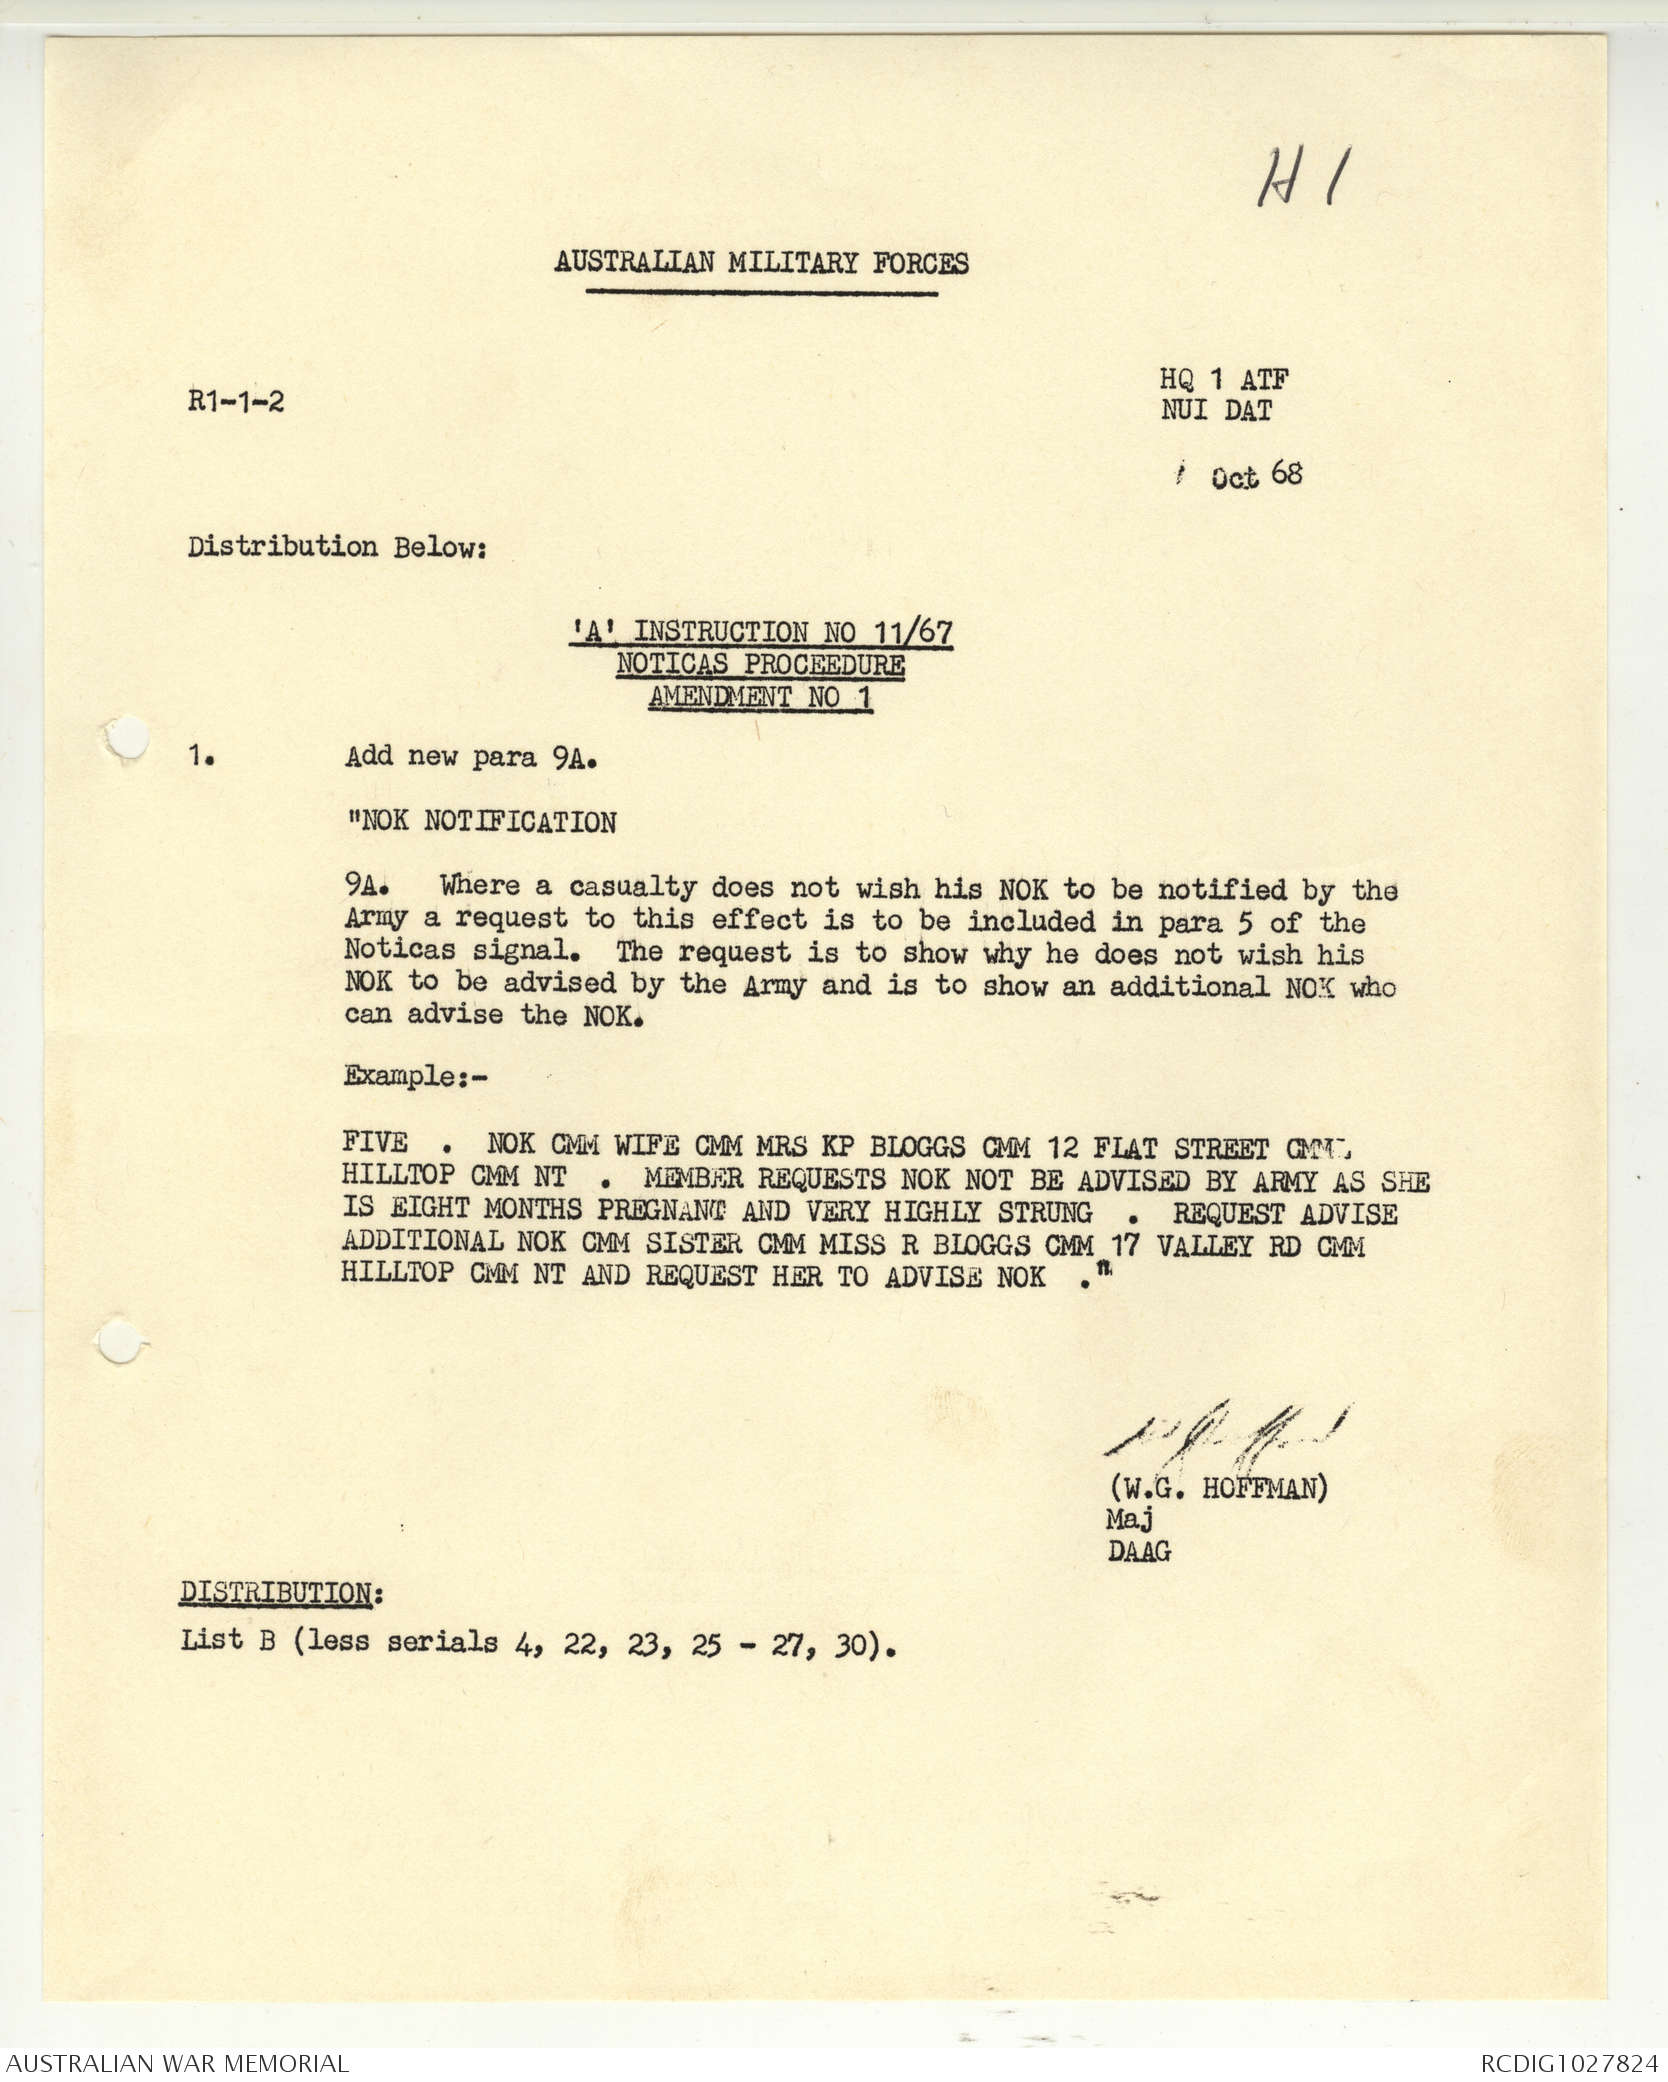 H 1
AUSTRALIAN MILITARY FORCES
R1-1-2
HQ 1 ATF
NUI DAT
1 Oct 68
Distribution Below:
'A' INSTRUCTION NO 11/67
NOTICAS PROCEEDURE
AMENDMENT NO 1
1. Add new para 9A.
"NOK NOTIFICATION
9A. Where a casualty does not wish his NOK to be notified by the
Army a request to this effect is to be included in para 5 of the
Noticas signal. The request is to show why he does not wish his
NOK to be advised by the Army and is to show an additional NOK who
can advise the NOK.
Example:-
FIVE . NOK CMM WIFE CMM MRS KP BLOGGS CMM 12 FLAT STREET CMM
HILLTOP CMM NT . MEMBER REQUESTS NOK NOT BE ADVISED BY ARMY AS SHE
IS EIGHT MONTHS PREGNANT AND VERY HIGHLY STRUNG . REQUEST ADVISE
ADDITIONAL NOK CMM SISTER CMM MISS R BLOGGS CMM 17 VALLEY RD CMM
HILLTOP CMM NT AND REQUEST HER TO ADVISE NOK ."
(W.G. HOFFMAN)
Maj
DAAG
DISTRIBUTION:
List B (less serials 4, 22, 23, 25 - 27, 30).
AUSTRALIAN WAR MEMORIAL
RCDIG1027824